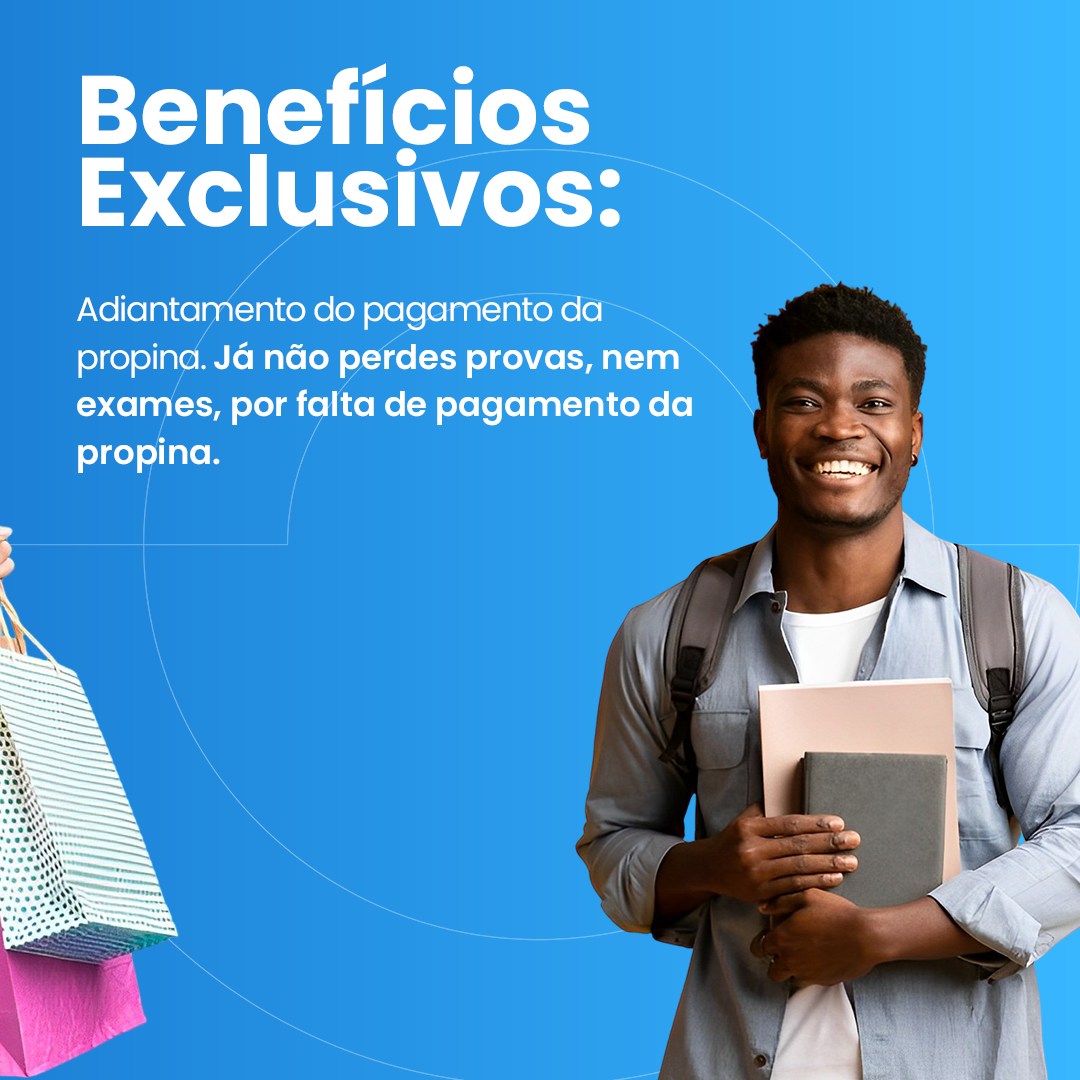 Benefícios
Exclusivos:
Adiantamento do pagamento da
propina. Já não perdes provas, nem
exames, por falta de pagamento da
propina.